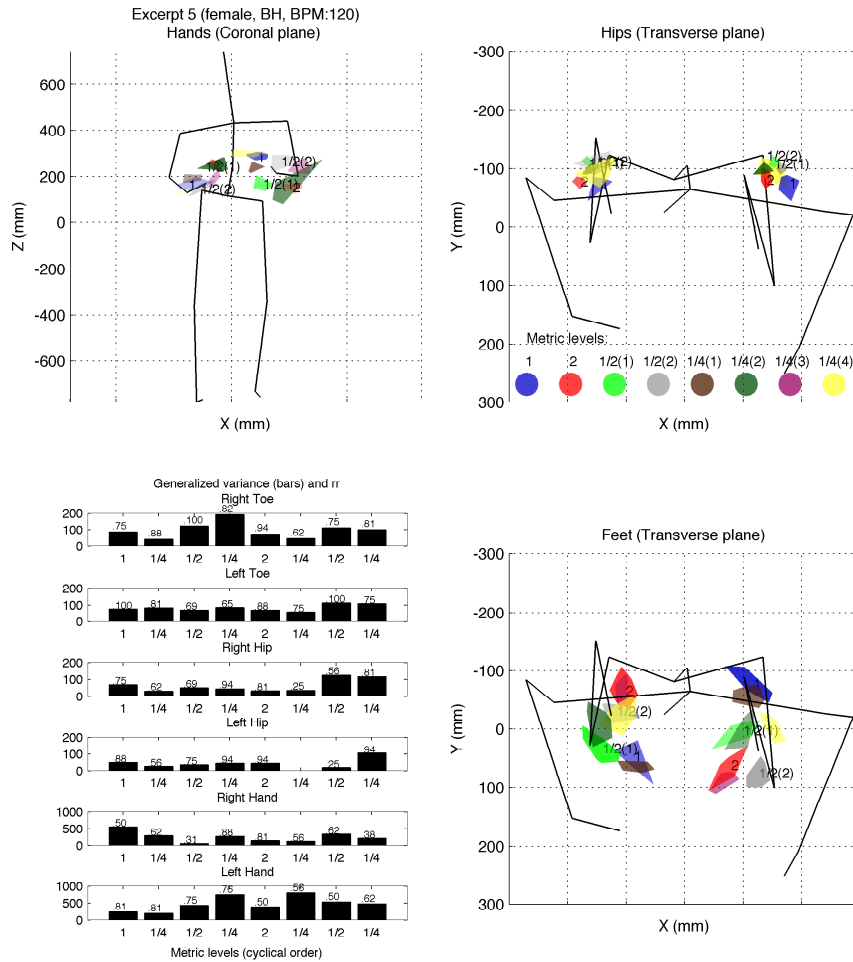 Excerpt 5 (female, BH, BPM:120)
Hands (Coronal plane)
600
400
200
0
-200
-400
-600
Z (mm)
X (mm)
1/2(1)
1
1/2(2)
1/2(2)
1/2(1)
2
Hips (Transverse plane)
-300
-200
-100
0
100
200
300
Y (mm)
X (mm)
1/2(2)
2
1/2(2)
1/2(1)
2
1
Metric levels:
1 2 1/2(1) 1/2(2) 1/4(1) 1/4(2) 1/4(3) 1/4(4)
Generalized variance (bars) and rr
Right Toe
200
100
0
.75 .88 .100 .82 .94 .62 .75 .81
1 1/4 1/2 1/4 2 1/4 1/2 1/4
Left Toe
200
100
0
100 .81 .69 .65 .88 .75 100 .75
1 1/4 1/2 1/4 2 1/4 1/2 1/4
Right Hip
200
100
0
.75 .62 .69 .94 .81 .25 .56 .81
1 1/4 1/2 1/4 2 1/4 1/2 1/4
Left Hip
200
100
0
.88 .56 .75 .94 .94 .25 .94
1 1/4 1/2 1/4 2 1/4 1/2 1/4
Right Hand
1000
500
0
.50 .62 .31 .88 .81 .56 .62 .38
1 1/4 1/2 1/4 2 1/4 1/2 1/4
Left Hand
1000
500
0
.81 .81 .75 .75 .50 .56 .50 .62
1 1/4 1/2 1/4 2 1/4 1/2 1/4
Metric levels (cyclical order)
Feet (Transverse plane)
-300
-200
-100
0
100
200
300
Y (mm)
X (mm)
2
1/2(2)
1/2(1)
1/2(1)
2
1/2(2)